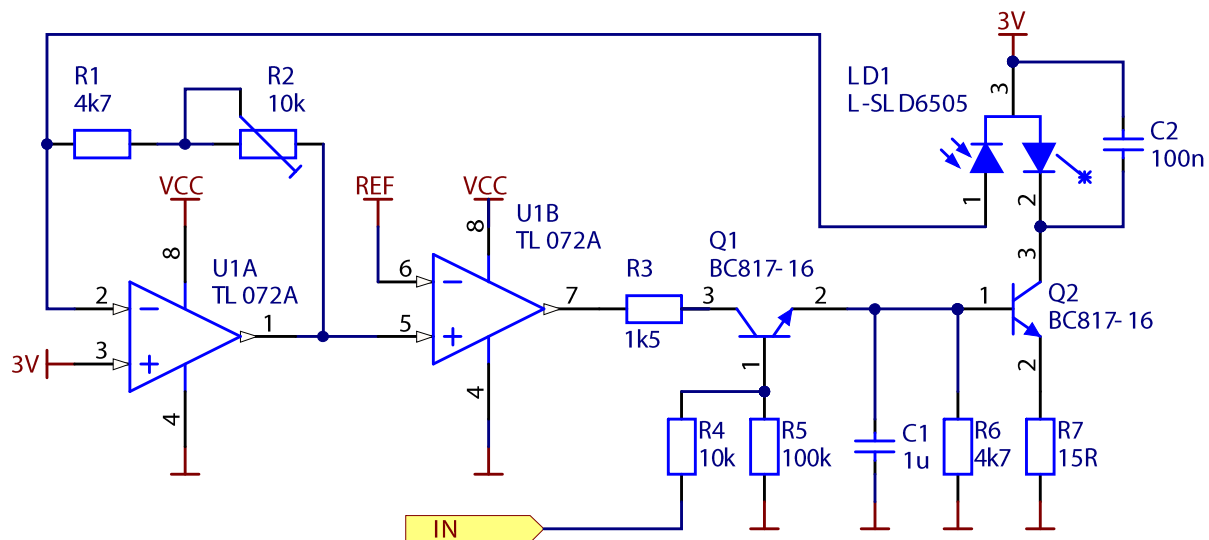 3V
R1
4k7
R2
10k
LD1
L-SLD6505
3
C2
100n
VCC
REF
VCC
1
2
8
8
U1B
TL 072A
Q1
BC817-16
U1A
TL 072A
6
R3
3
Q2
BC817-16
2
1
7
3
2
1
3V
3
5
1k5
1
2
4
4
R4
10k
R5
100k
C1
1u
R6
4k7
R7
15R
IN